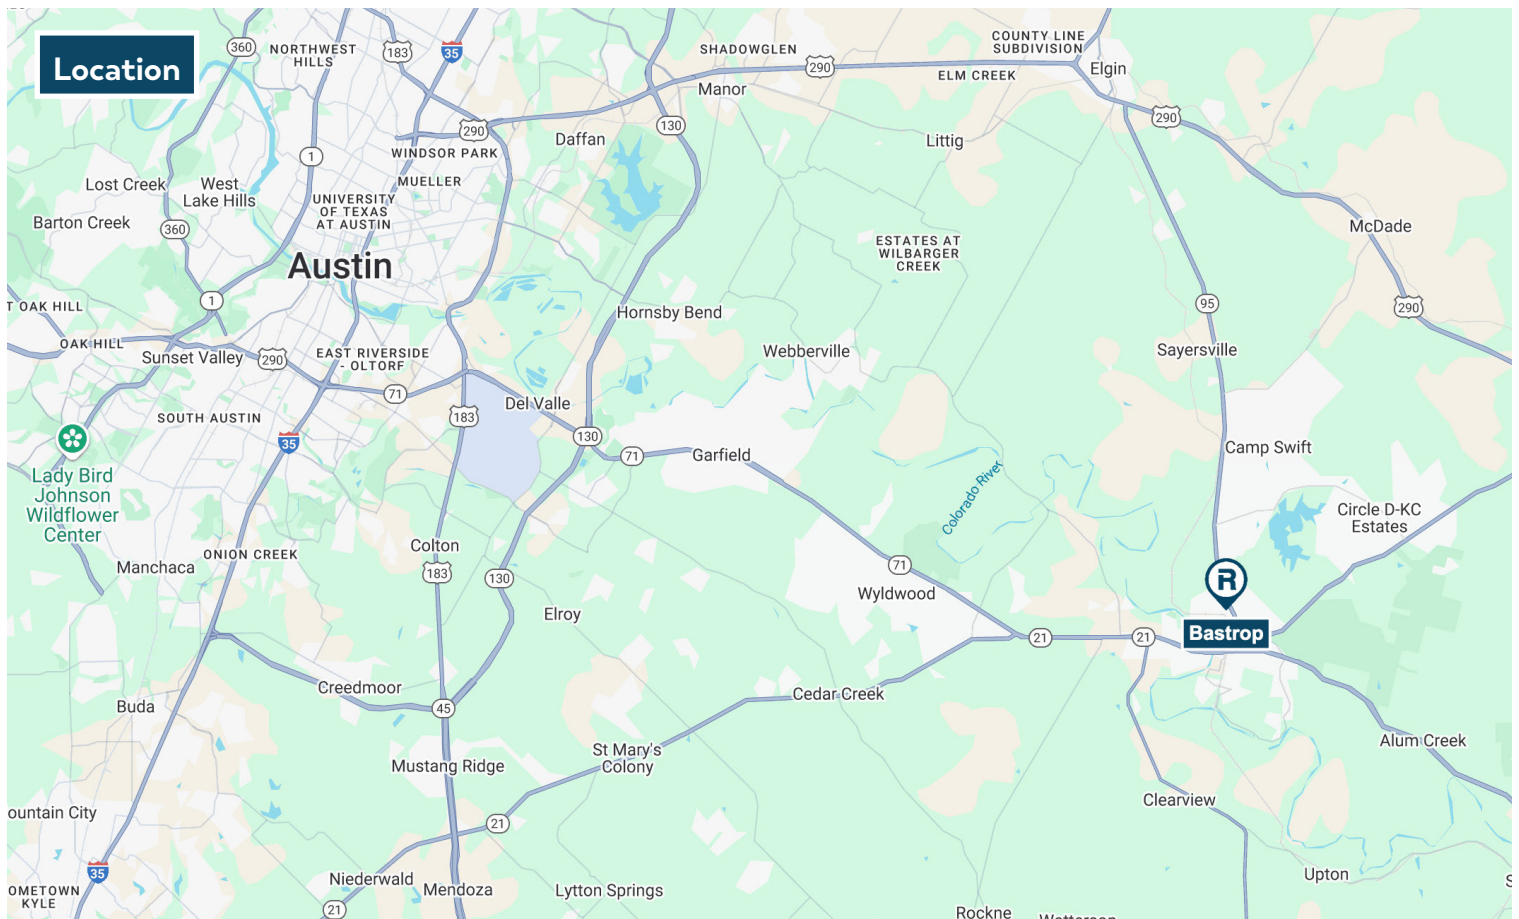 Location
360
NORTHWEST
HILLS
183
35
SHADOWGLEN
290
COUNTY LINE
SUBDIVISION
ELM CREEK
Elgin
Manor
290
130
290
1
Daffan
WINDSOR PARK
Littig
Lost Creek
West
Lake Hills
MUELLER
UNIVERSITY
OF TEXAS
AT AUSTIN
Barton Creek
360
McDade
ESTATES AT
WILBARGER
CREEK
Austin
1
T OAK HILL
Hornsby Bend
95
290
OAK HILL
Sunset Valley
290
EAST RIVERSIDE
- OLTORF
Webberville
Sayersville
71
Del Valle
183
SOUTH AUSTIN
35
130
71
Garfield
Camp Swift
Lady Bird
Johnson
Wildflower
Center
Colorado River
Circle D-KC
Estates
ONION CREEK
Colton
Manchaca
183
130
71
Wyldwood
R
Elroy
21
21
Bastrop
Creedmoor
Cedar Creek
Buda
45
St Mary's
Colony
Mustang Ridge
Alum Creek
Clearview
ountain City
21
35
Niederwald
Mendoza
Lytton Springs
Upton
OMETOWN
KYLE
21
Rockne